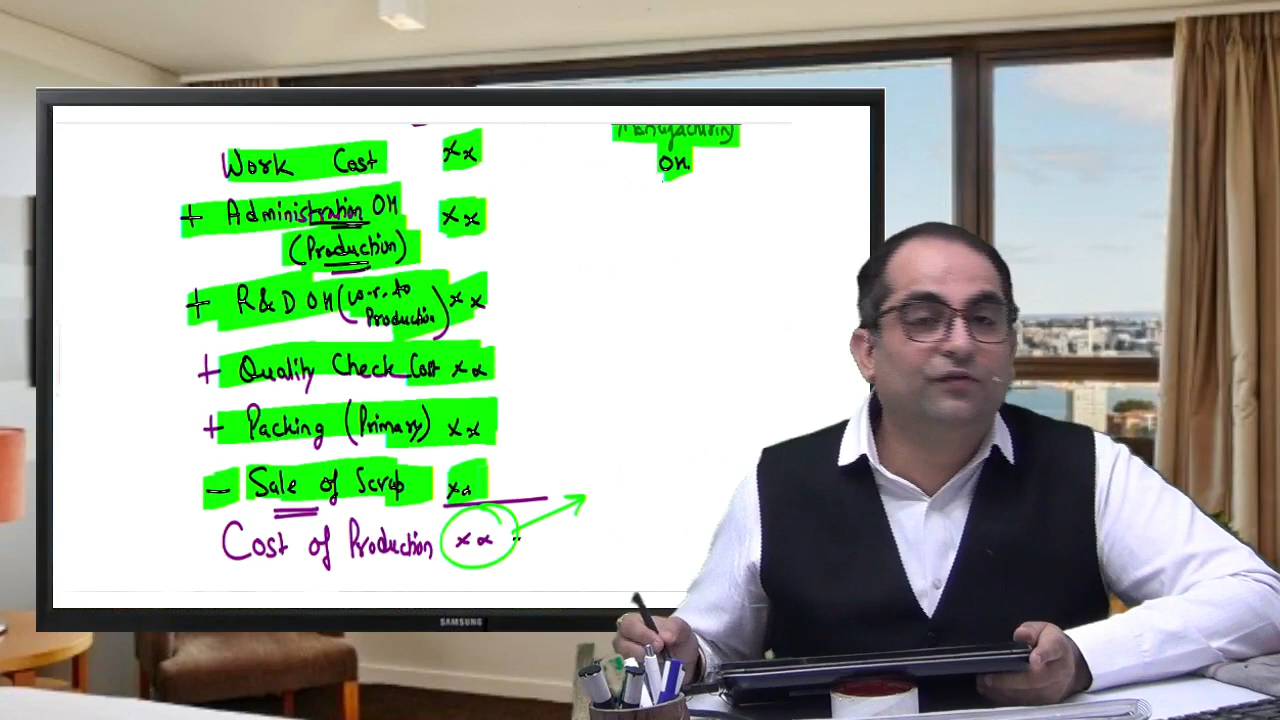 Manufacturing
OH
Work Cost xx
+ Administration OH xx
(Production)
+ R&D OH (w.r. to Production) xx
+ Quality Check Cost xx
+ Packing (Primary) xx
- Sale of Scrap xx
Cost of Production xx
SAMSUNG